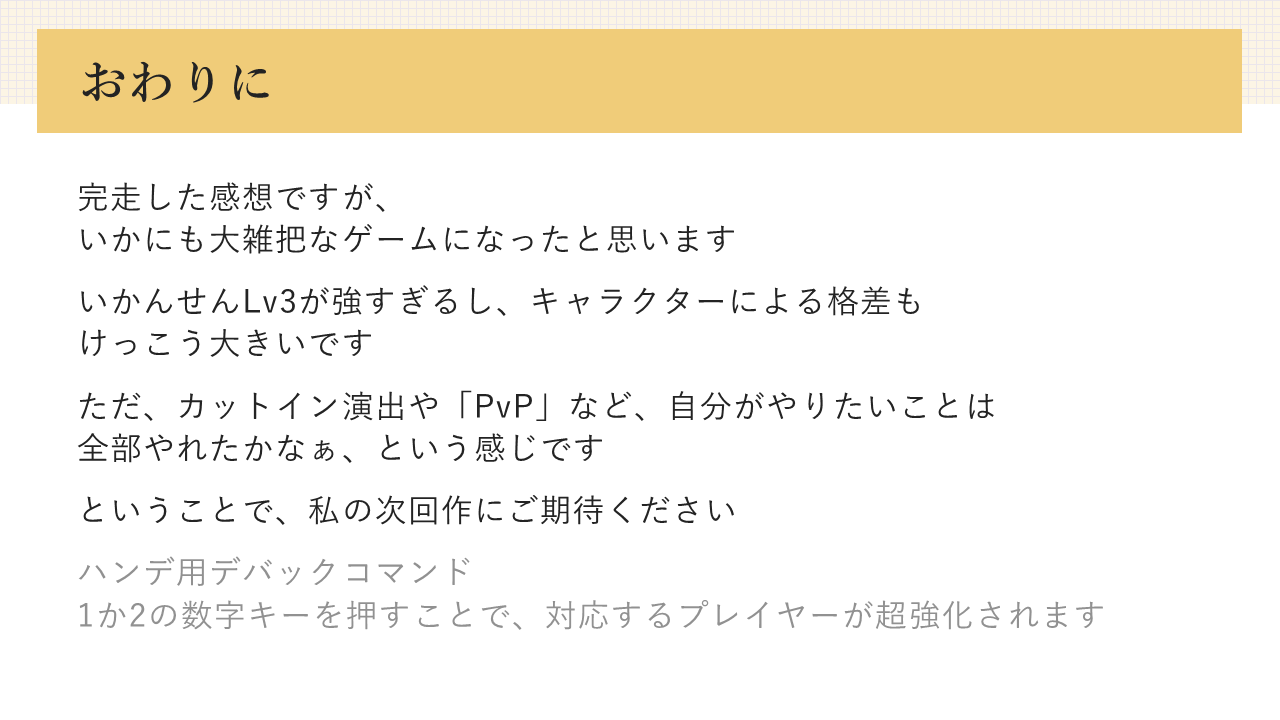 おわりに
完走した感想ですが、
いかにも大雑把なゲームになったと思います
いかんせんLv3が強すぎるし、キャラクターによる格差も
けっこう大きいです
ただ、カットイン演出や「PvP」など、自分がやりたいことは
全部やれたかなぁ、という感じです
ということで、私の次回作にご期待ください
ハンデ用デバックコマンド
1か2の数字キーを押すことで、対応するプレイヤーが超強化されます